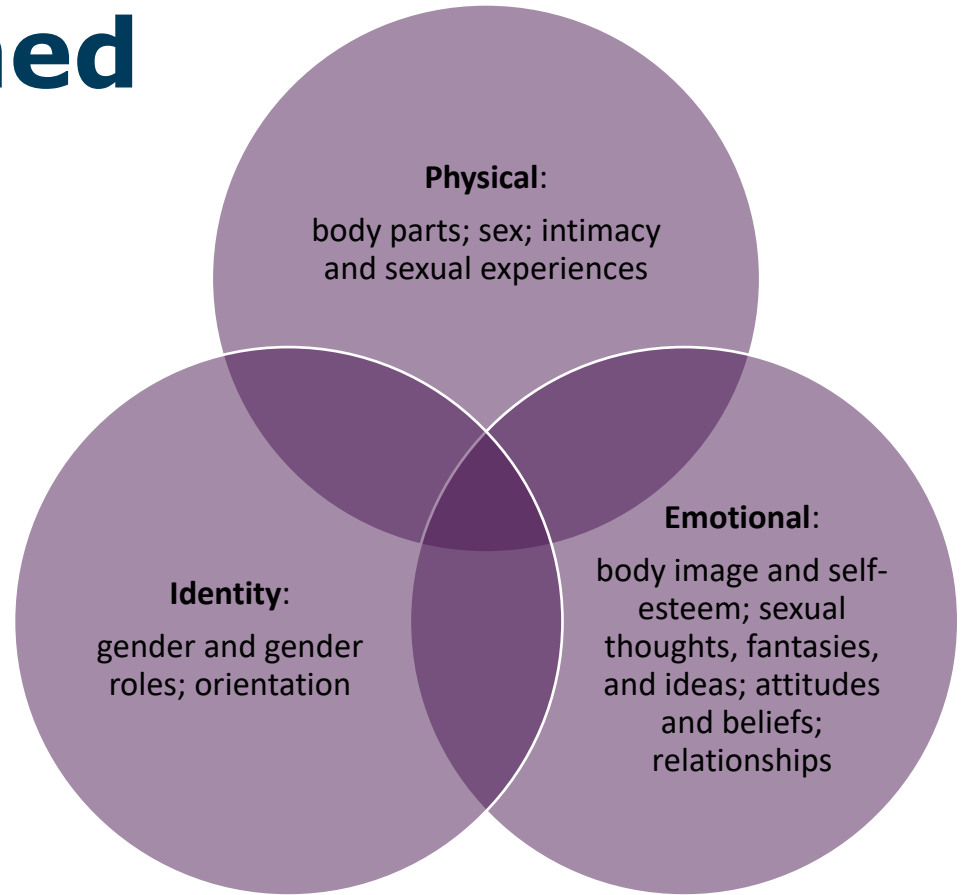 ned
Physical:
body parts; sex; intimacy
and sexual experiences
Identity:
gender and gender
roles; orientation
Emotional:
body image and self-
esteem; sexual
thoughts, fantasies,
and ideas; attitudes
and beliefs;
relationships